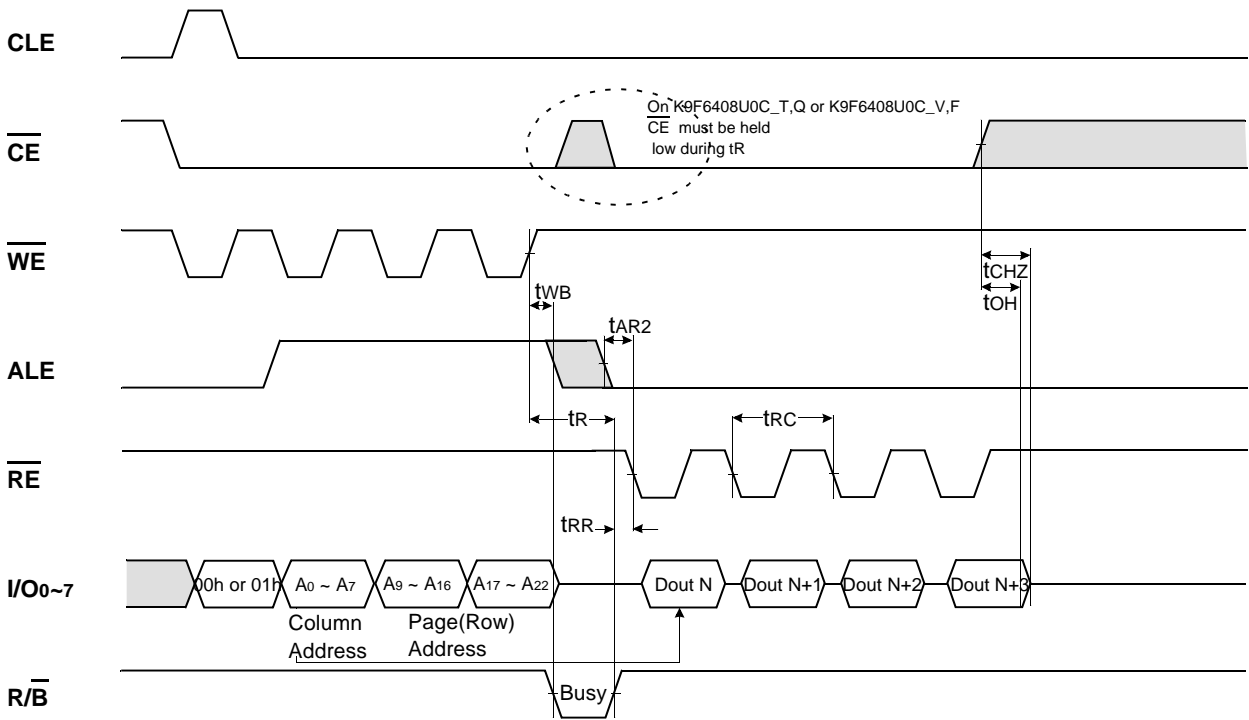 CLE
On K9F6408U0C_T,Q or K9F6408U0C_V,F
CE must be held
low during tR
CE
WE
tCHZ
tOH
tWB
tAR2
ALE
tR
tRC
RE
tRR
I/O0~7
00h or 01h
A0 ~ A7
A9 ~ A16
A17 ~ A22
Dout N
Dout N+1
Dout N+2
Dout N+3
Column
Address
Page(Row)
Address
R/B
Busy